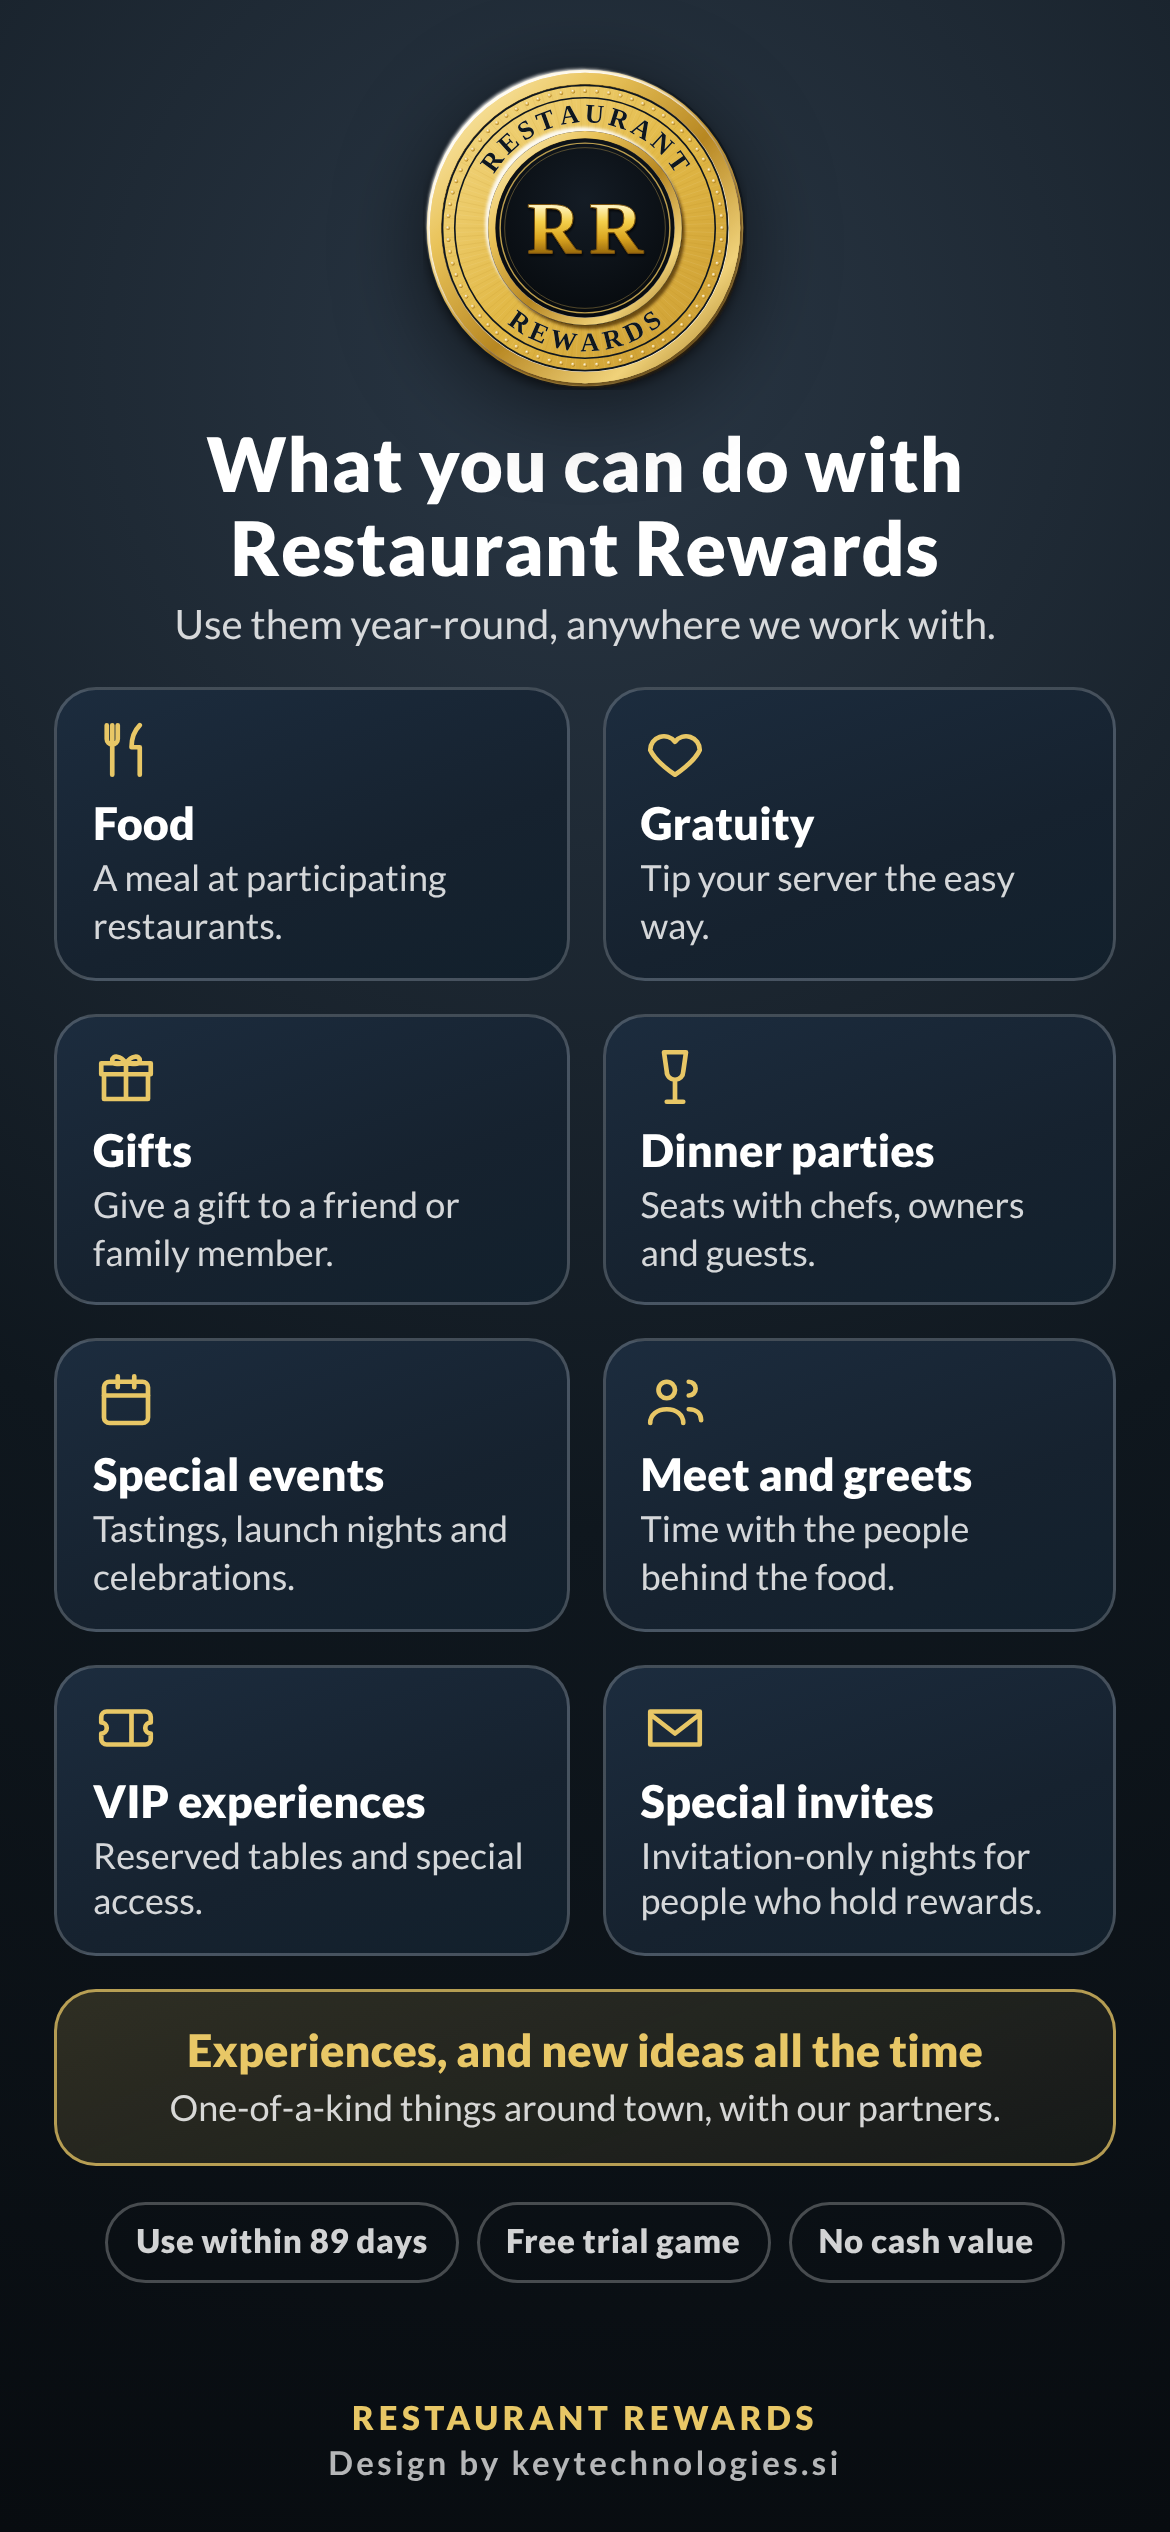 RESTAURANT
RR
REWARDS
What you can do with
Restaurant Rewards
Use them year-round, anywhere we work with.
Food
A meal at participating
restaurants.
Gratuity
Tip your server the easy
way.
Gifts
Give a gift to a friend or
family member.
Dinner parties
Seats with chefs, owners
and guests.
Special events
Tastings, launch nights and
celebrations.
Meet and greets
Time with the people
behind the food.
VIP experiences
Reserved tables and special
access.
Special invites
Invitation-only nights for
people who hold rewards.
Experiences, and new ideas all the time
One-of-a-kind things around town, with our partners.
Use within 89 days
Free trial game
No cash value
RESTAURANT REWARDS
Design by keytechnologies.si